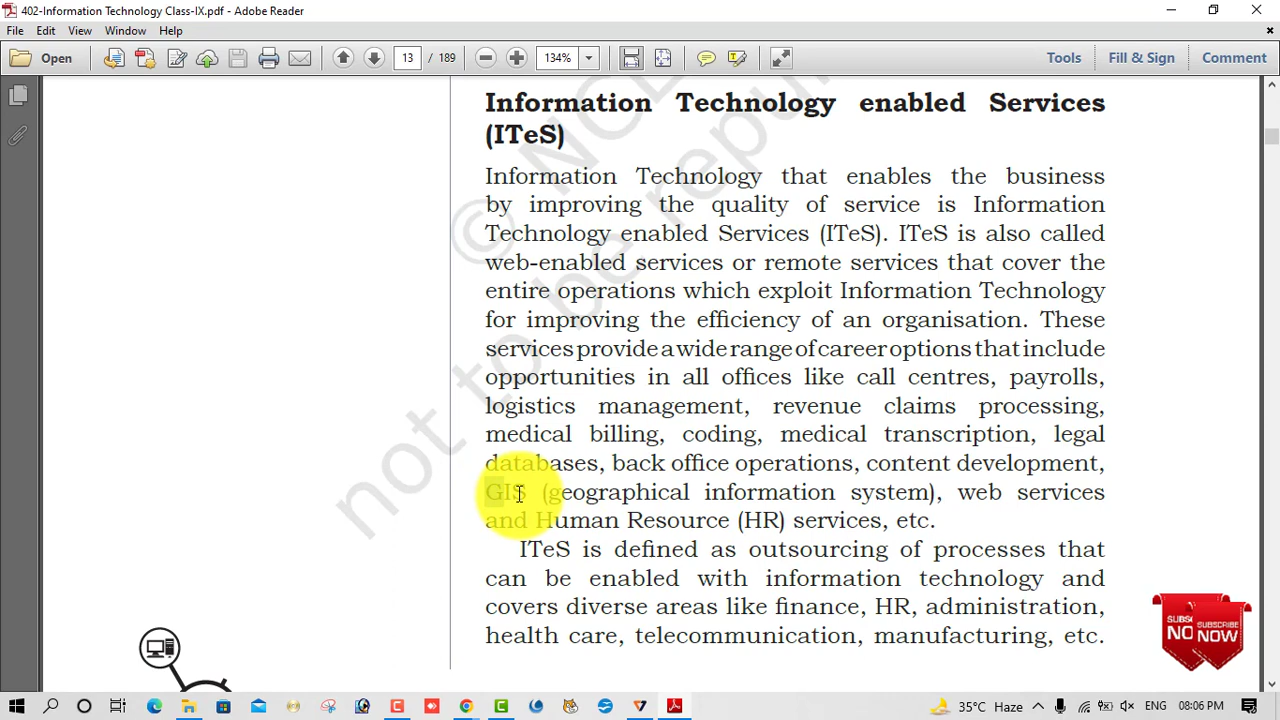 402-Information Technology Class-IX.pdf - Adobe Reader
File Edit View Window Help
Open 13 / 189 134% Tools Fill & Sign Comment
Information Technology enabled Services
(ITeS)
Information Technology that enables the business
by improving the quality of service is Information
Technology enabled Services (ITeS). ITeS is also called
web-enabled services or remote services that cover the
entire operations which exploit Information Technology
for improving the efficiency of an organisation. These
services provide a wide range of career options that include
opportunities in all offices like call centres, payrolls,
logistics management, revenue claims processing,
medical billing, coding, medical transcription, legal
databases, back office operations, content development,
GIS (geographical information system), web services
and Human Resource (HR) services, etc.
ITeS is defined as outsourcing of processes that
can be enabled with information technology and
covers diverse areas like finance, HR, administration,
health care, telecommunication, manufacturing, etc.
© NC
not to be repu
SUBSCRIBE
NOW
35°C Haze ENG 08:06 PM